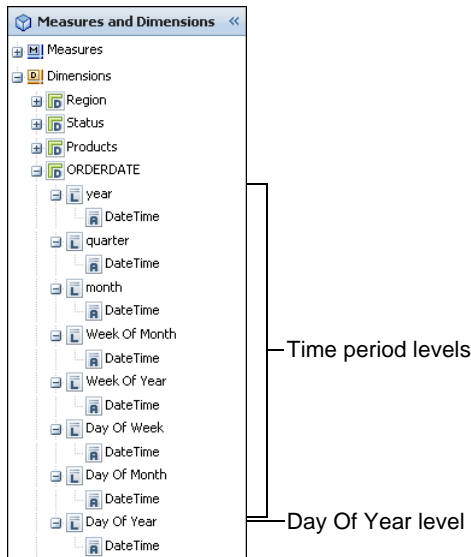 Measures and Dimensions «
Measures
Dimensions
Region
Status
Products
ORDERDATE
year
DateTime
quarter
DateTime
month
DateTime
Week Of Month
DateTime
Week Of Year
DateTime
Day Of Week
DateTime
Day Of Month
DateTime
Day Of Year
DateTime
Time period levels
Day Of Year level